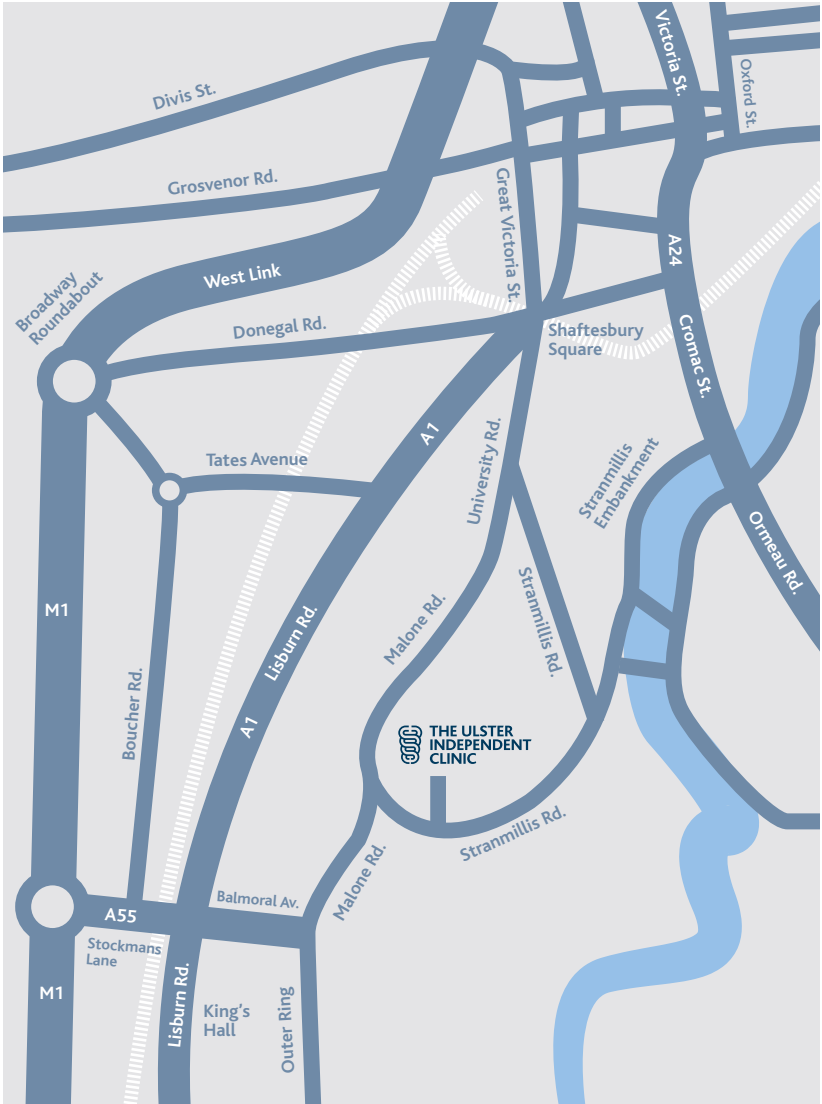 Victoria St.
Oxford St.
Divis St.
Grosvenor Rd.
Great Victoria St.
A24
West Link
Broadway
Roundabout
Donegal Rd.
Shaftesbury
Square
Cromac St.
A1
University Rd.
Stranmillis
Embankment
Tates Avenue
Ormeau Rd.
M1
Lisburn Rd.
Malone Rd.
Stranmillis Rd.
Boucher Rd.
A1
THE ULSTER
INDEPENDENT
CLINIC
Stranmillis Rd.
Malone Rd.
Balmoral Av.
A55
Stockmans
Lane
M1
Lisburn Rd.
King's
Hall
Outer Ring